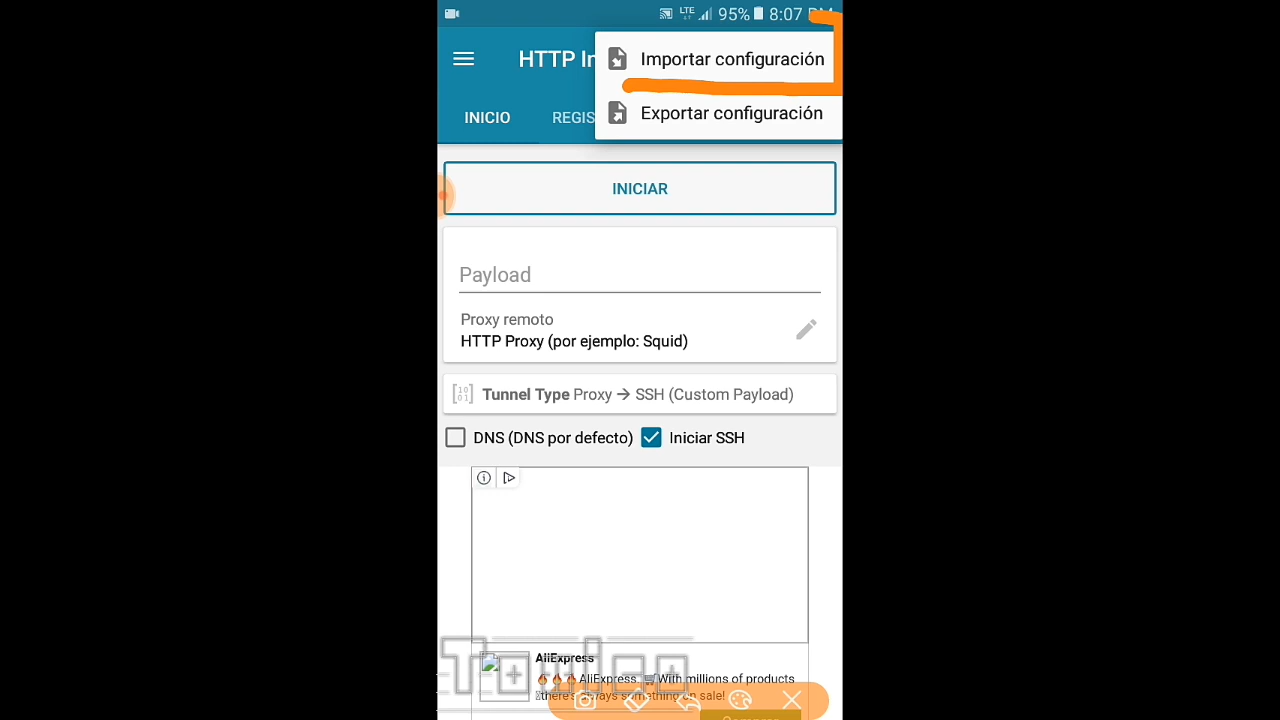 LTE 95% 8:07 PM
HTTP In
Importar configuración
Exportar configuración
INICIO REGIS
INICIAR
Payload
Proxy remoto
HTTP Proxy (por ejemplo: Squid)
Tunnel Type Proxy → SSH (Custom Payload)
DNS (DNS por defecto) Iniciar SSH
AliExpress
🔥🔥🔥AliExpress 🛒With millions of products
there's always something on sale!